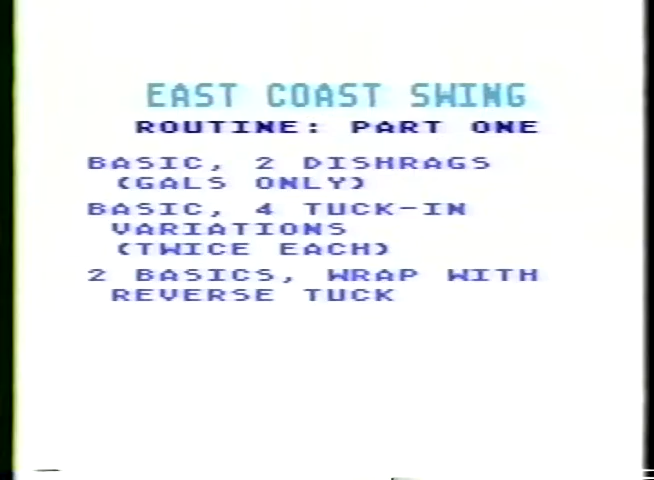 EAST COAST SWING
ROUTINE: PART ONE
BASIC, 2 DISHRAGS
(GALS ONLY)
BASIC, 4 TUCK-IN
VARIATIONS
(TWICE EACH)
2 BASICS, WRAP WITH
REVERSE TUCK